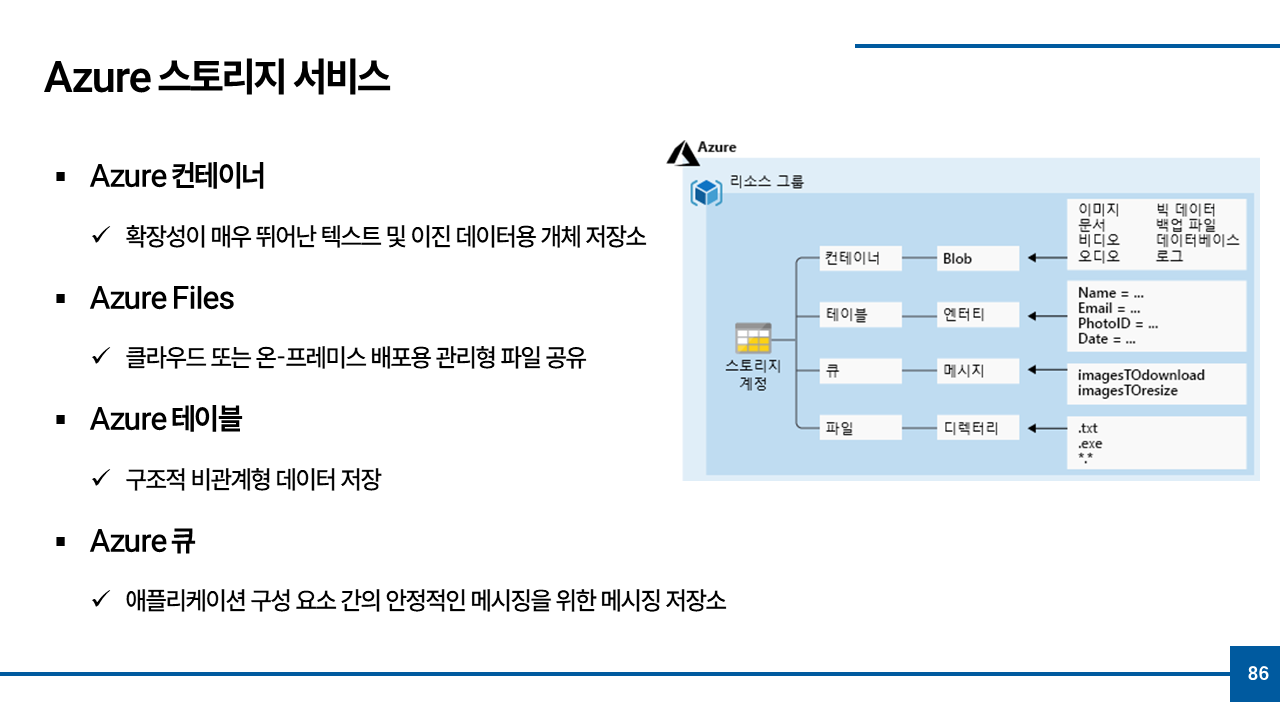 Azure 스토리지 서비스
▪ Azure 컨테이너
✓ 확장성이 매우 뛰어난 텍스트 및 이진 데이터용 개체 저장소
▪ Azure Files
✓ 클라우드 또는 온-프레미스 배포용 관리형 파일 공유
▪ Azure 테이블
✓ 구조적 비관계형 데이터 저장
▪ Azure 큐
✓ 애플리케이션 구성 요소 간의 안정적인 메시징을 위한 메시징 저장소
Azure
리소스 그룹
스토리지
계정
컨테이너 Blob
이미지 빅 데이터
문서 백업 파일
비디오 데이터베이스
오디오 로그
테이블 엔터티
Name = ...
Email = ...
PhotoID = ...
Date = ...
큐 메시지
imagesTOdownload
imagesTOresize
파일 디렉터리
.txt
.exe
*.*
86